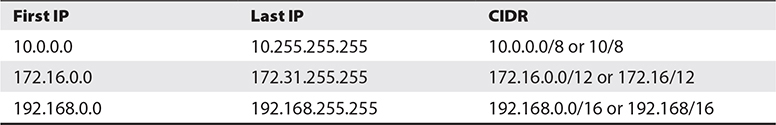 First IP Last IP CIDR
10.0.0.0 10.255.255.255 10.0.0.0/8 or 10/8
172.16.0.0 172.31.255.255 172.16.0.0/12 or 172.16/12
192.168.0.0 192.168.255.255 192.168.0.0/16 or 192.168/16